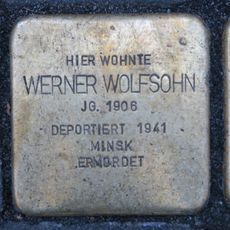 HIER WOHNTE
WERNER WOLFSOHN
JG. 1906
DEPORTIERT 1941
MINSK
ERMORDET